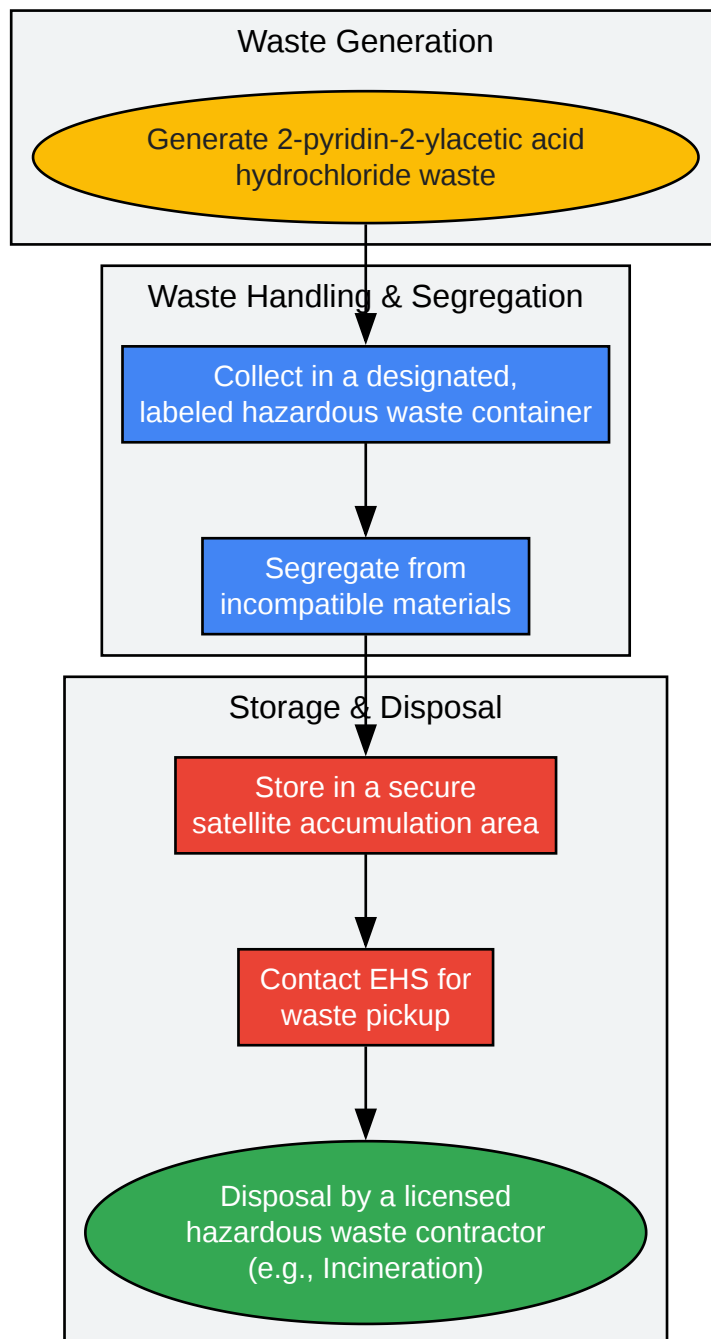 Waste Generation
Generate 2-pyridin-2-ylacetic acid
hydrochloride waste
Waste Handling & Segregation
Collect in a designated,
labeled hazardous waste container
Segregate from
incompatible materials
Storage & Disposal
Store in a secure
satellite accumulation area
Contact EHS for
waste pickup
Disposal by a licensed
hazardous waste contractor
(e.g., Incineration)